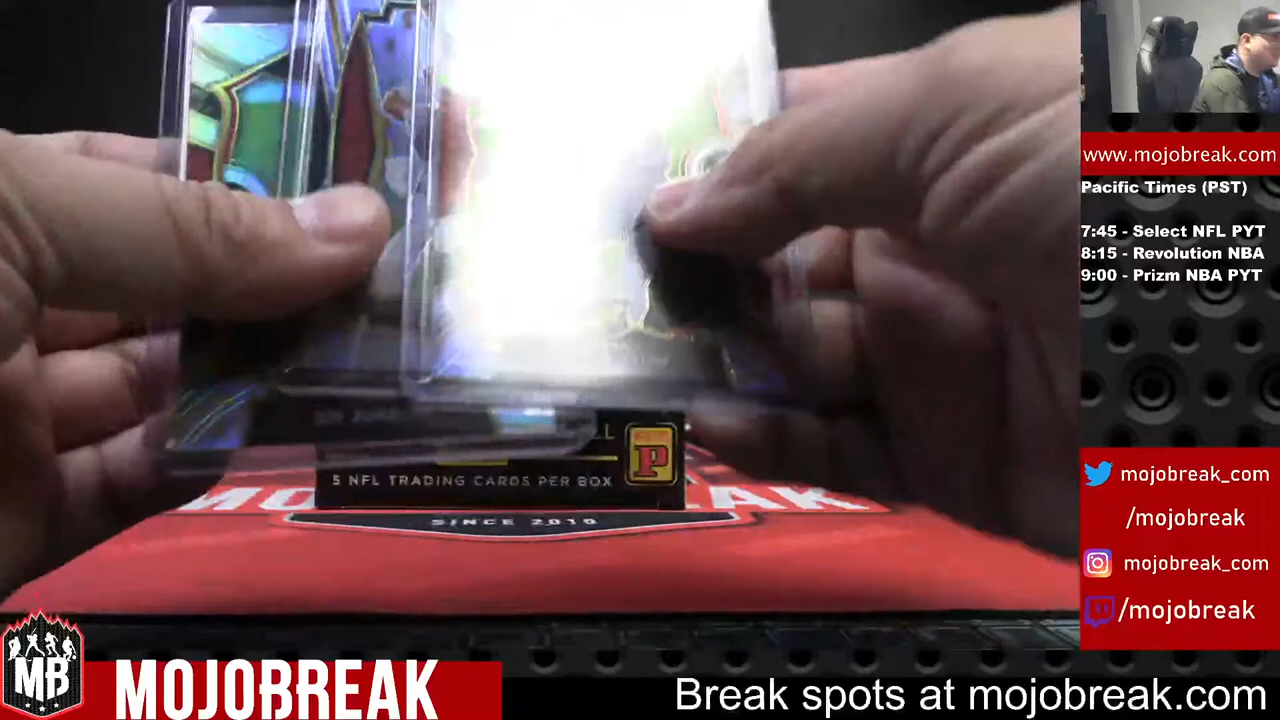 www.mojobreak.com
Pacific Times (PST)
7:45 - Select NFL PYT
8:15 - Revolution NBA
9:00 - Prizm NBA PYT
P
5 NFL TRADING CARDS PER BOX
SINCE 2010
mojobreak_com
/mojobreak
mojobreak_com
/mojobreak
MB
MOJOBREAK
Break spots at mojobreak.com